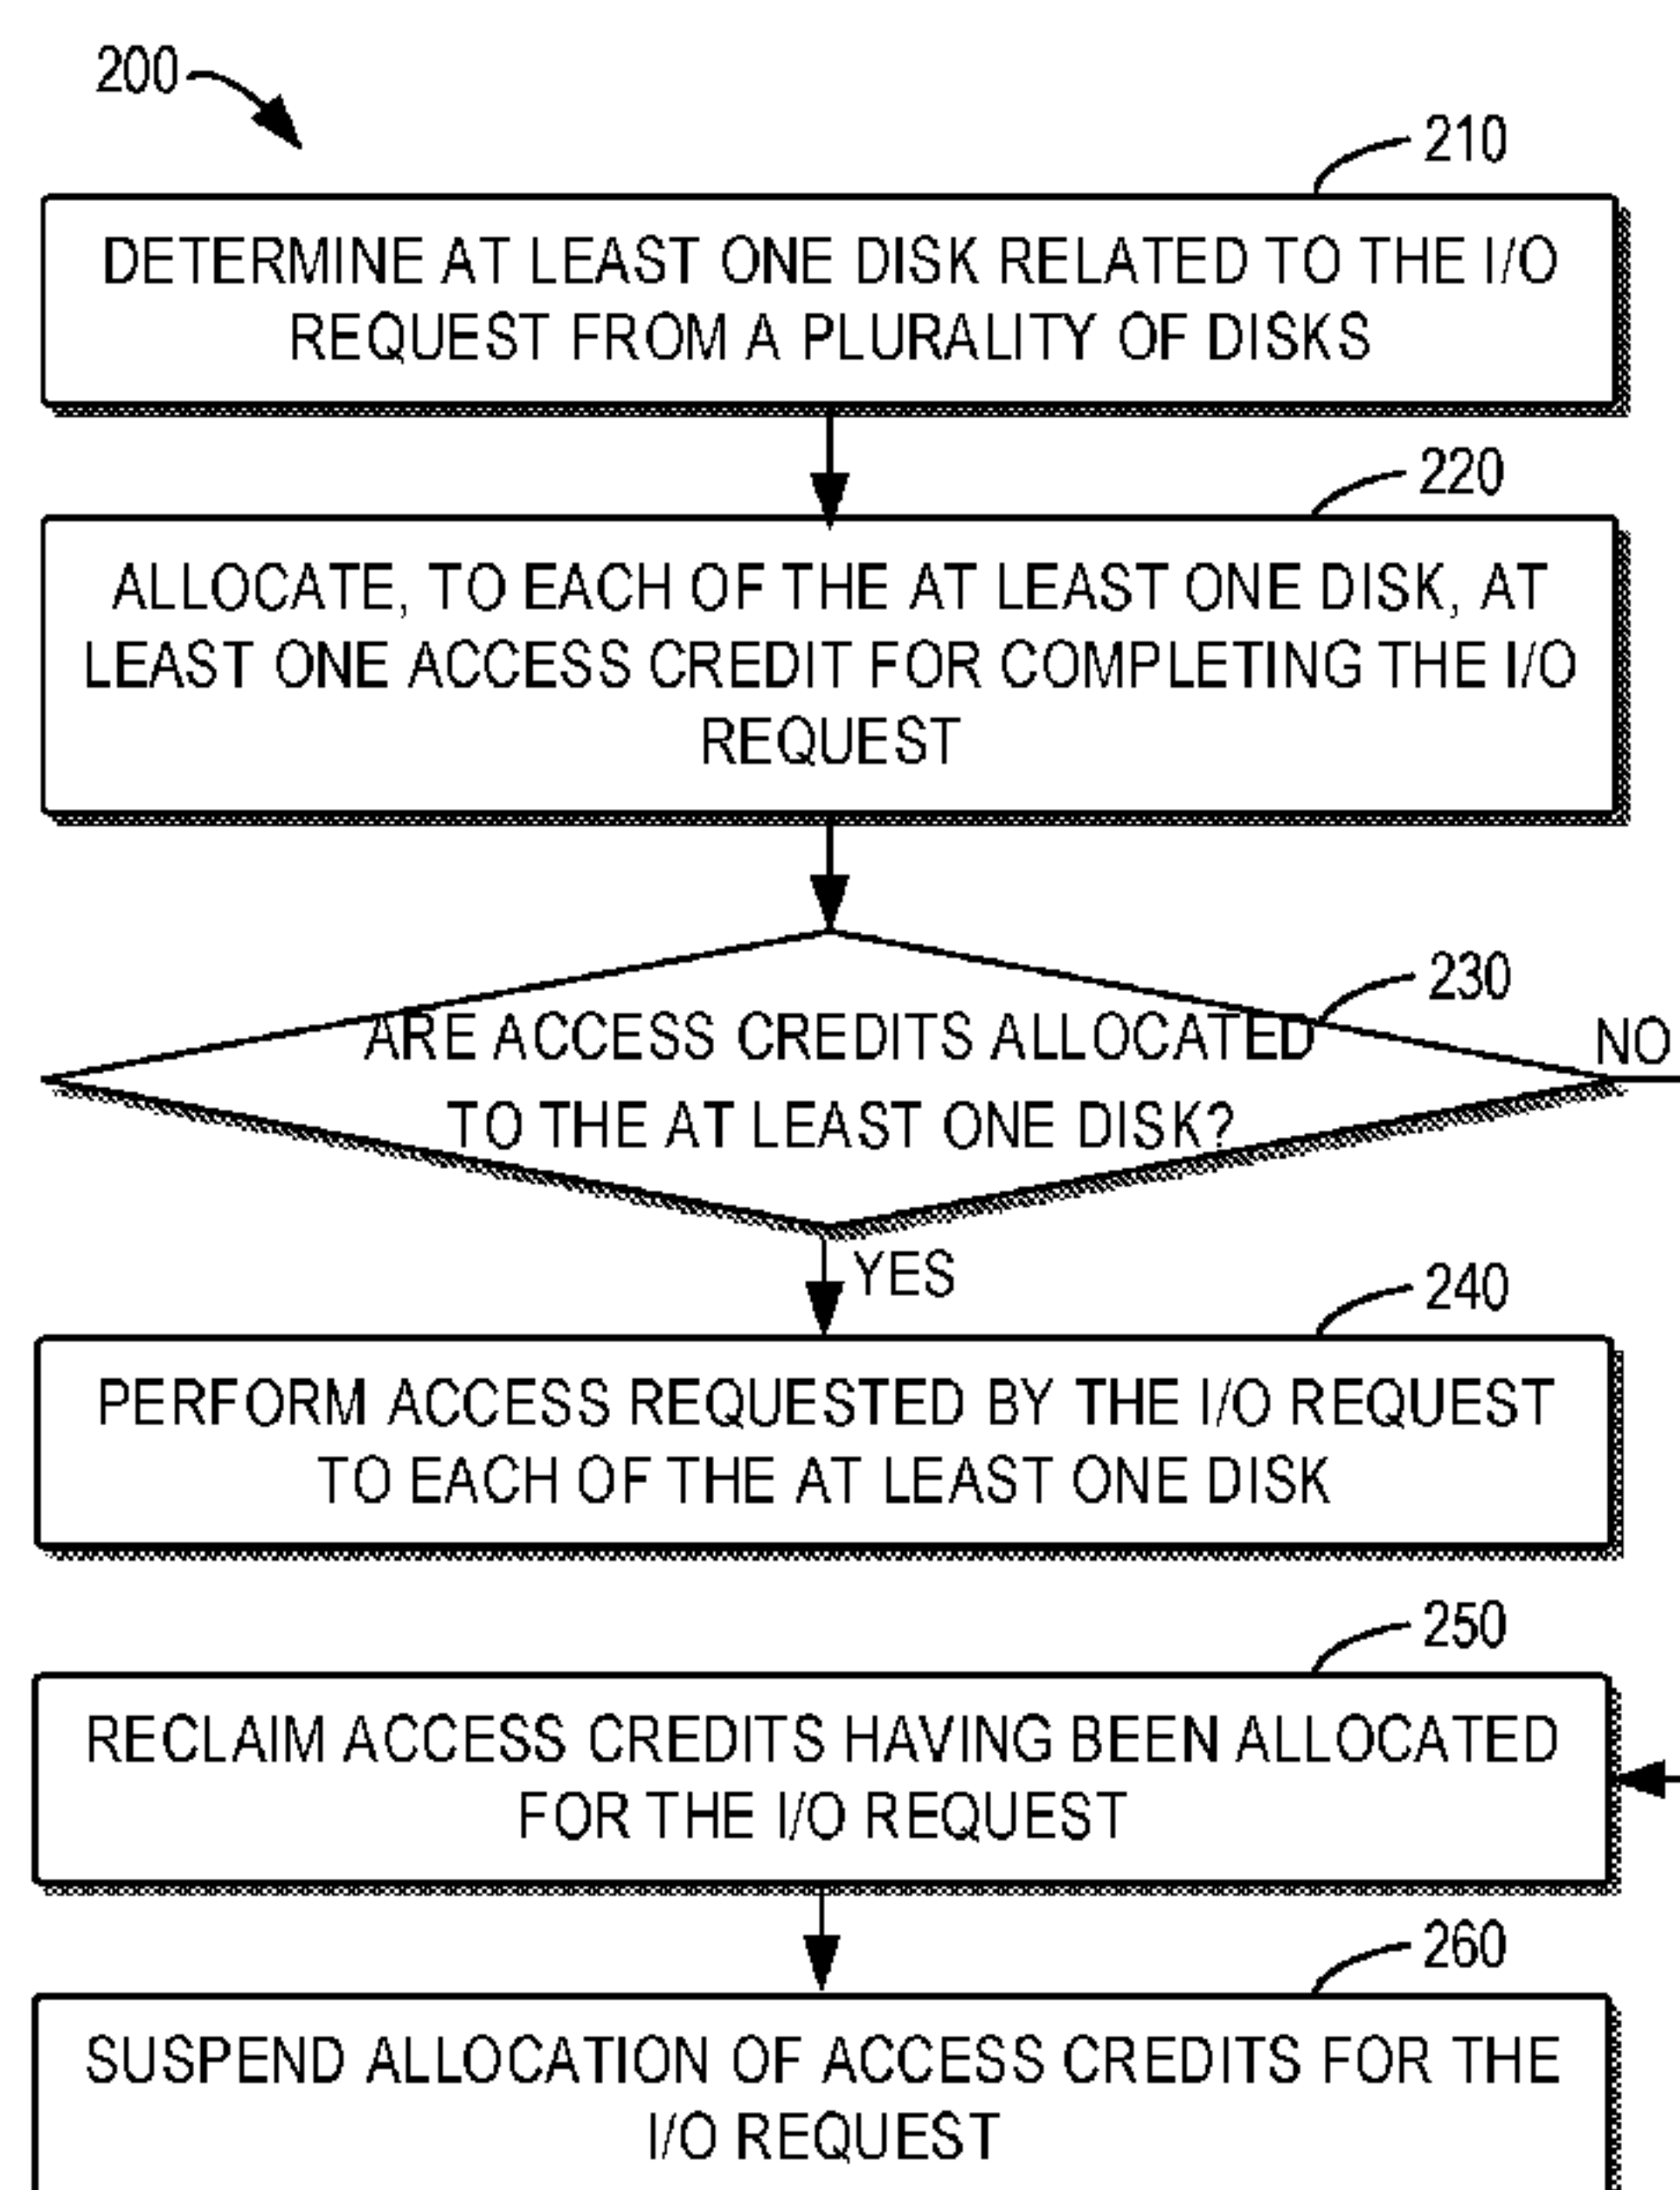 200
210
DETERMINE AT LEAST ONE DISK RELATED TO THE I/O
REQUEST FROM A PLURALITY OF DISKS
220
ALLOCATE, TO EACH OF THE AT LEAST ONE DISK, AT
LEAST ONE ACCESS CREDIT FOR COMPLETING THE I/O
REQUEST
230
NO
ARE ACCESS CREDITS ALLOCATED
TO THE AT LEAST ONE DISK?
YES
240
PERFORM ACCESS REQUESTED BY THE I/O REQUEST
TO EACH OF THE AT LEAST ONE DISK
250
RECLAIM ACCESS CREDITS HAVING BEEN ALLOCATED
FOR THE I/O REQUEST
260
SUSPEND ALLOCATION OF ACCESS CREDITS FOR THE
I/O REQUEST